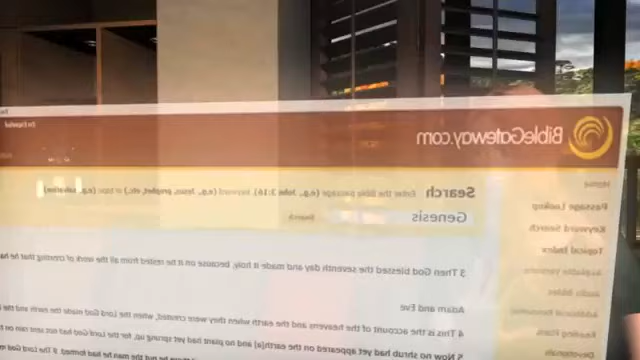 En Español
BibleGateway.com
Home
Search Enter the Bible passage (e.g., John 3:16), keyword (e.g., Jesus, prophet, etc.) or topic (e.g., salvation)
Passage Lookup
Genesis Search
Keyword Search
Topical Index
Available Versions
3 Then God blessed the seventh day and made it holy, because on it he rested from all the work of creating that he ha
Audio Bibles
Additional Resources
Adam and Eve
Reading Plans
4 This is the account of the heavens and the earth when they were created, when the Lord God made the earth and the
Devotionals
5 Now no shrub had yet appeared on the earth[a] and no plant had yet sprung up, for the Lord God had not sent rain on